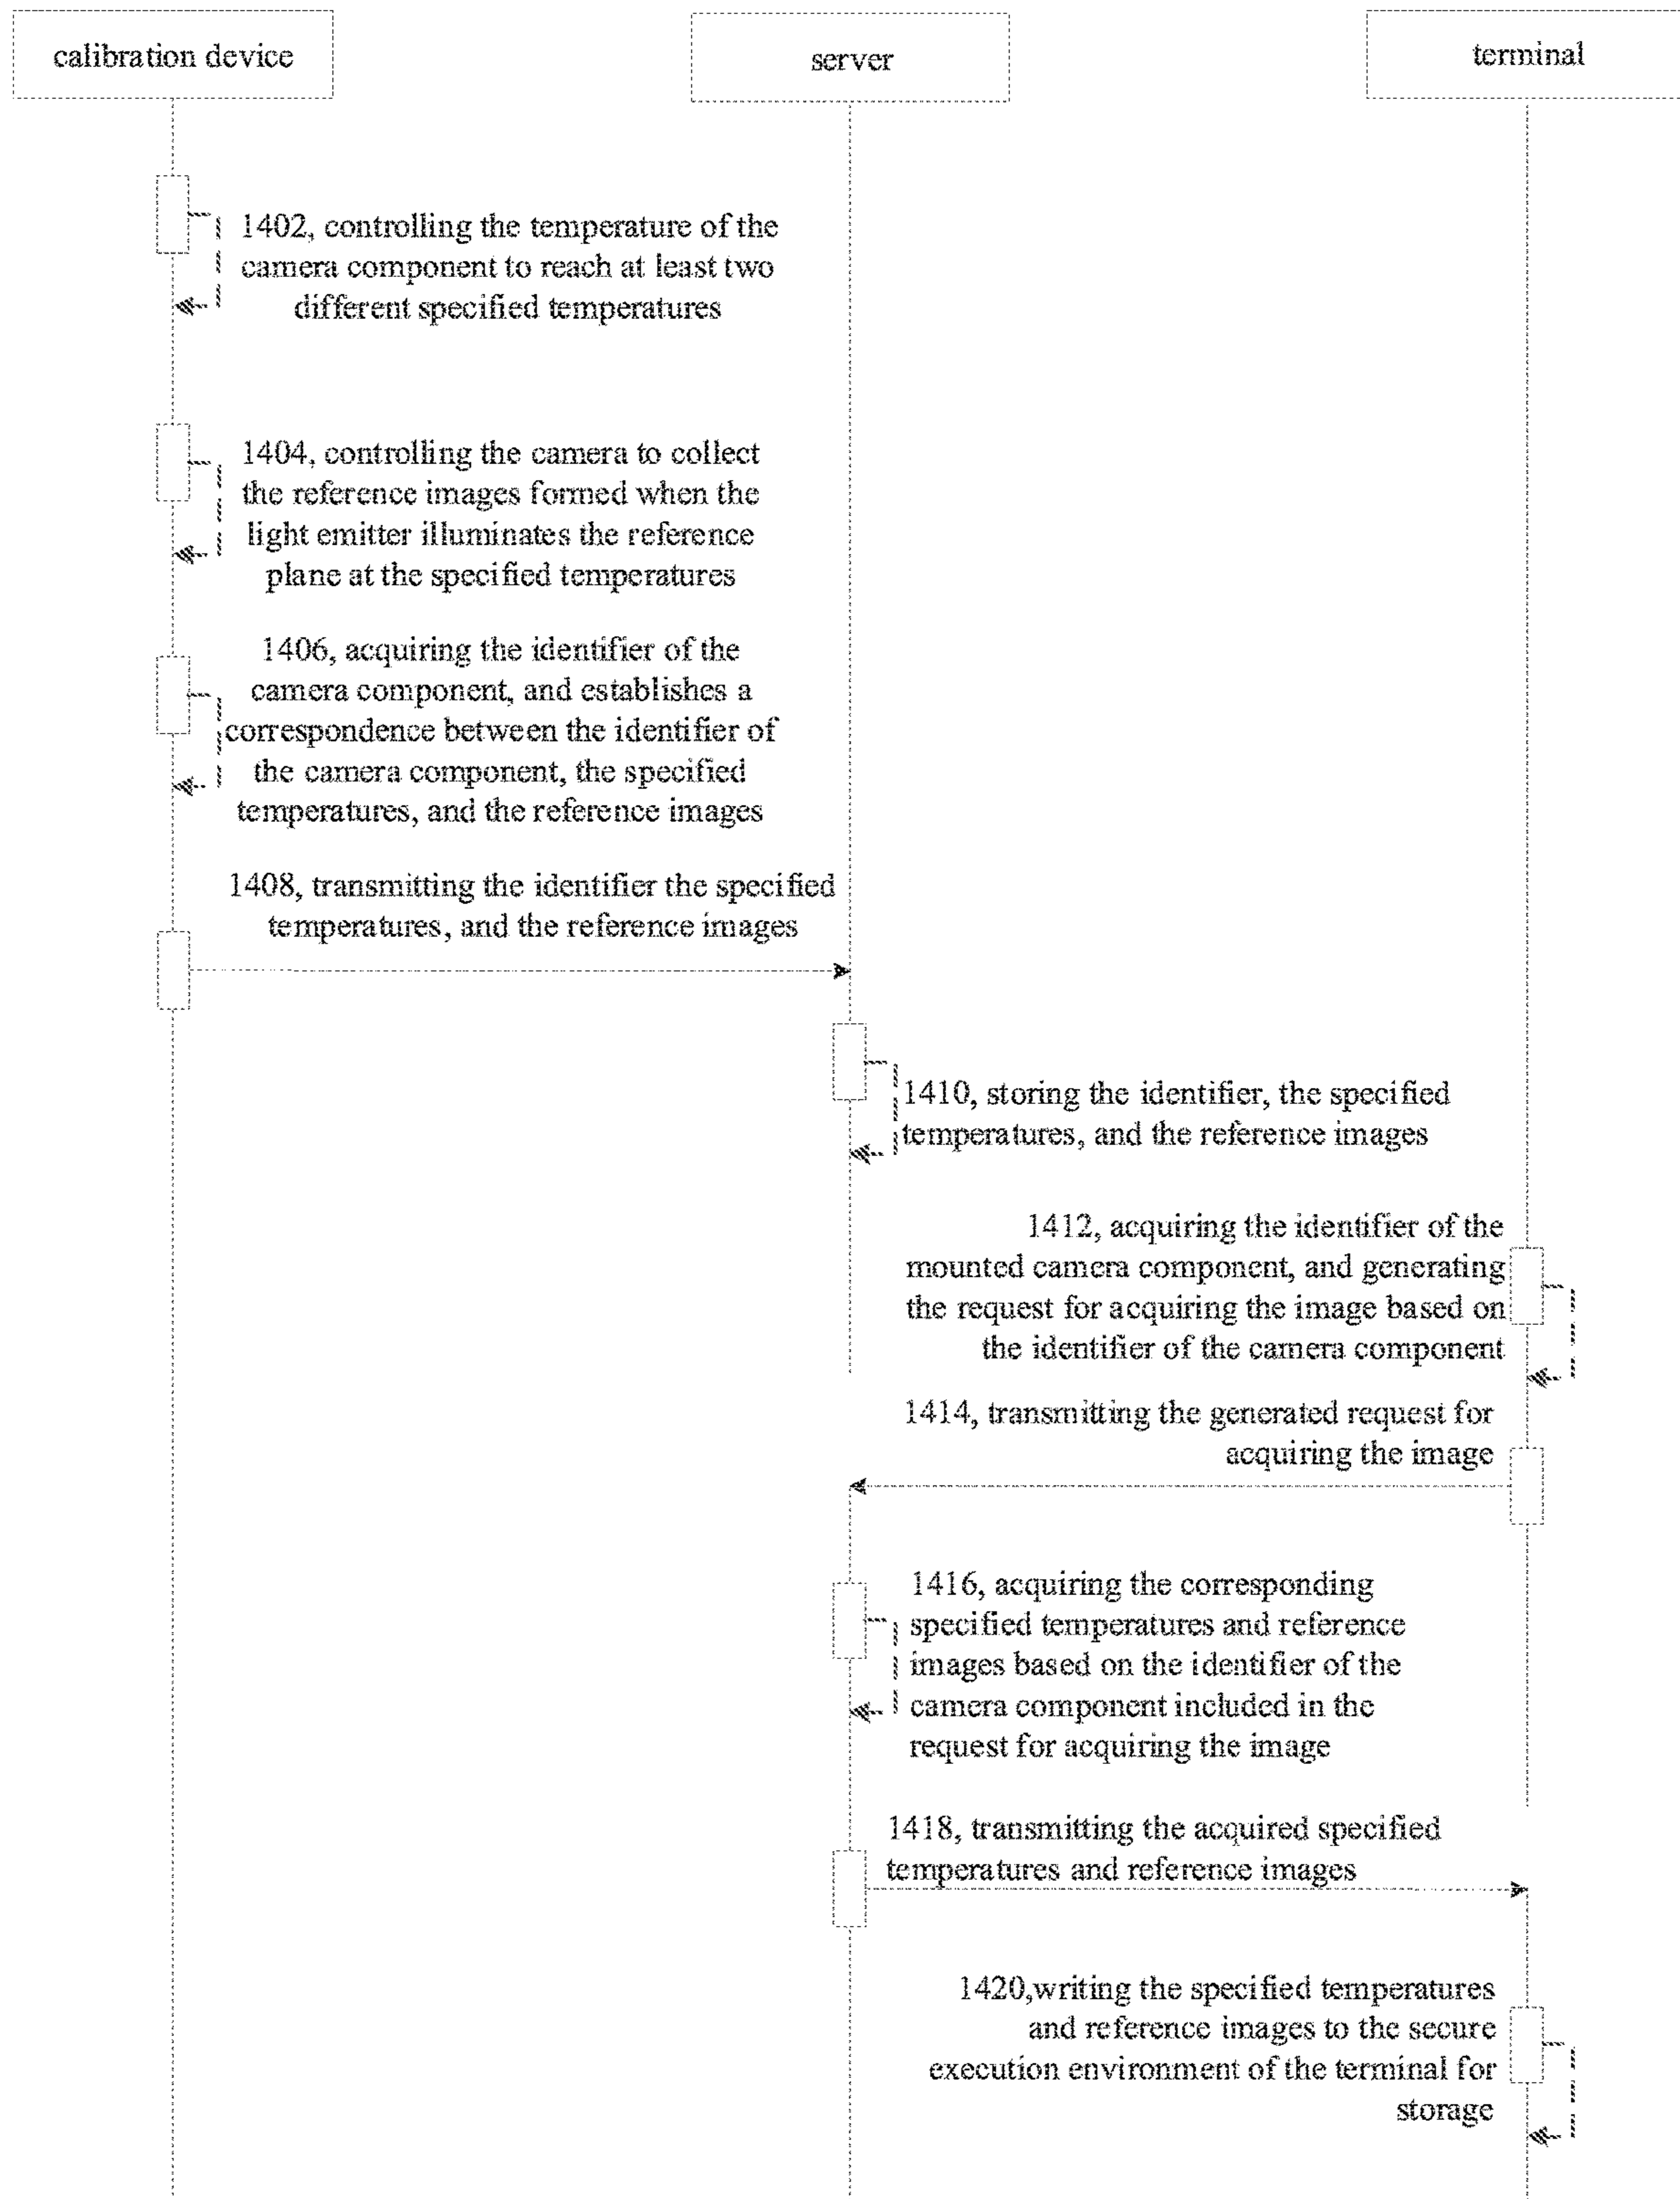 calibration device
server
terminal
1402, controlling the temperature of the
camera component to reach at least two
different specified temperatures
1404, controlling the camera to collect
the reference images formed when the
light emitter illuminates the reference
plane at the specified temperatures
1406, acquiring the identifier of the
camera component, and establishes a
correspondence between the identifier of
the camera component, the specified
temperatures, and the reference images
1408, transmitting the identifier the specified
temperatures, and the reference images
1410, storing the identifier, the specified
temperatures, and the reference images
1412, acquiring the identifier of the
mounted camera component, and generating
the request for acquiring the image based on
the identifier of the camera component
1414, transmitting the generated request for
acquiring the image
1416, acquiring the corresponding
specified temperatures and reference
images based on the identifier of the
camera component included in the
request for acquiring the image
1418, transmitting the acquired specified
temperatures and reference images
1420,writing the specified temperatures
and reference images to the secure
execution environment of the terminal for
storage